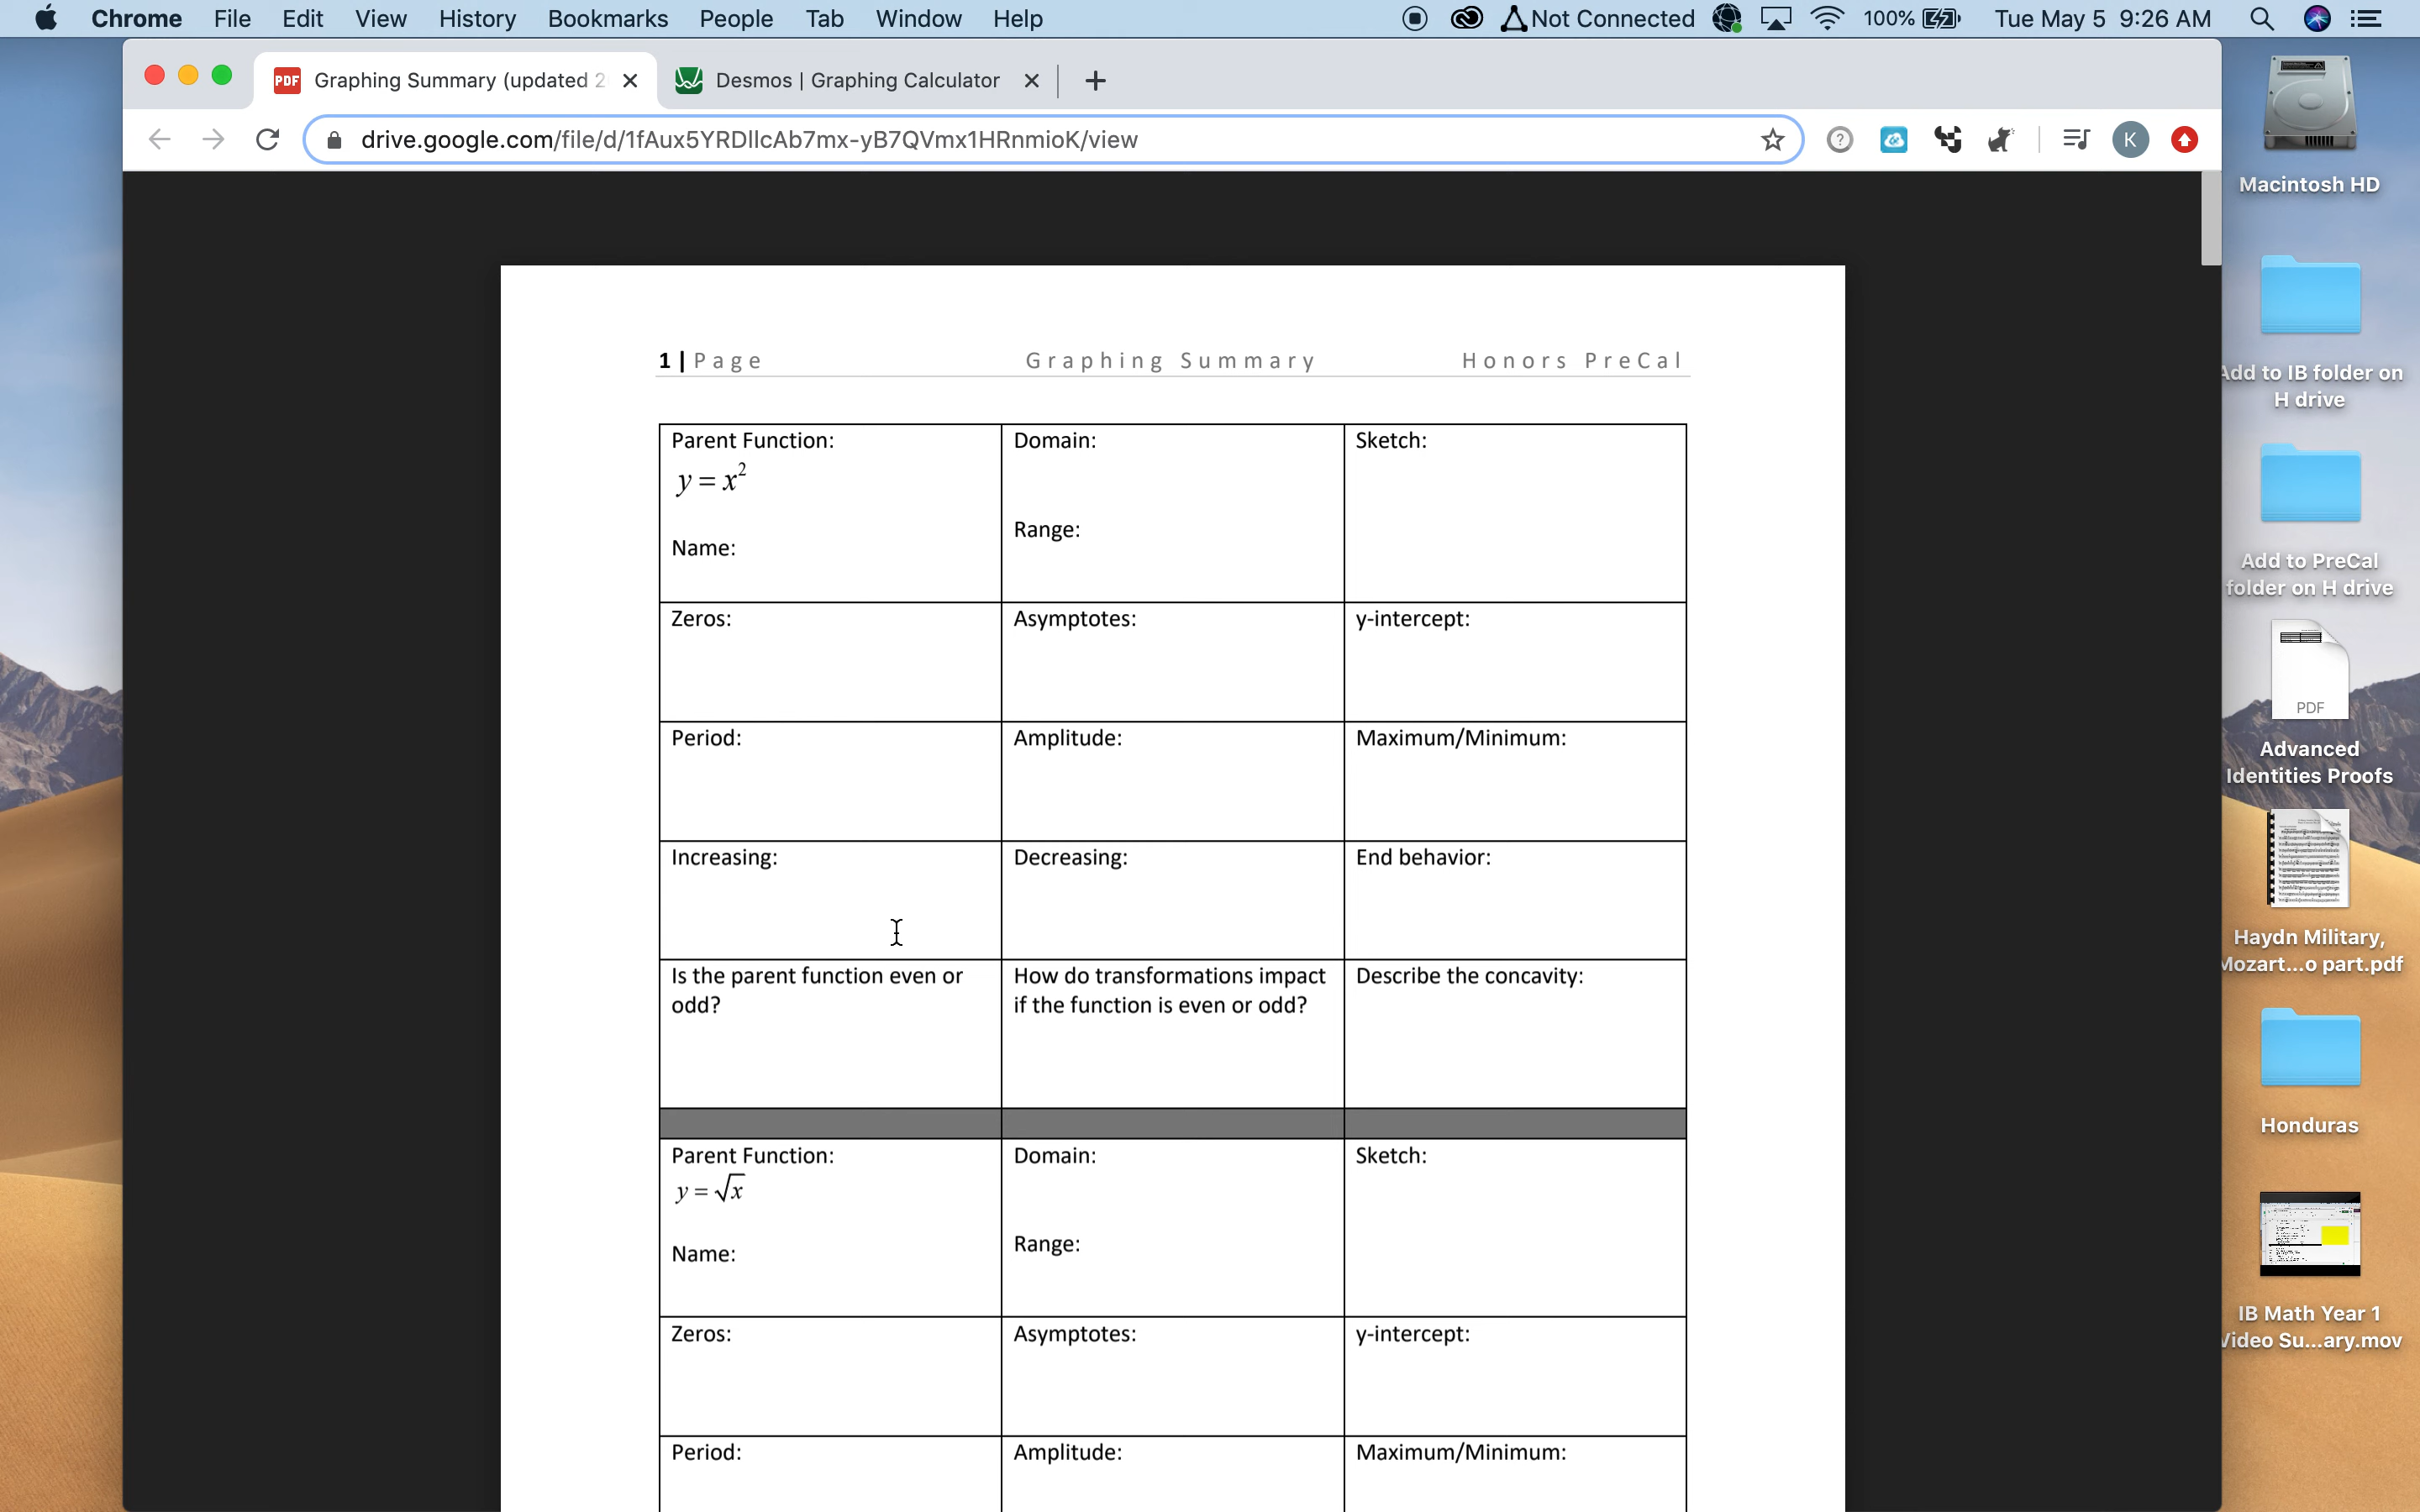 Chrome File Edit View History Bookmarks People Tab Window Help Not Connected 100% Tue May 5 9:26 AM
PDF Graphing Summary (updated 2 Desmos | Graphing Calculator
drive.google.com/file/d/1fAux5YRDllcAb7mx-yB7QVmx1HRnmioK/view K
1 | Page Graphing Summary Honors PreCal
Parent Function: Domain: Sketch:
y = x²
Range:
Name:
Zeros: Asymptotes: y-intercept:
Period: Amplitude: Maximum/Minimum:
Increasing: Decreasing: End behavior:
Is the parent function even or How do transformations impact Describe the concavity:
odd? if the function is even or odd?
Parent Function: Domain: Sketch:
y = √x
Range:
Name:
Zeros: Asymptotes: y-intercept:
Period: Amplitude: Maximum/Minimum:
Macintosh HD
Add to IB folder on
H drive
Add to PreCal
folder on H drive
PDF
Advanced
Identities Proofs
Haydn Military,
Mozart...o part.pdf
Honduras
IB Math Year 1
Video Su...ary.mov